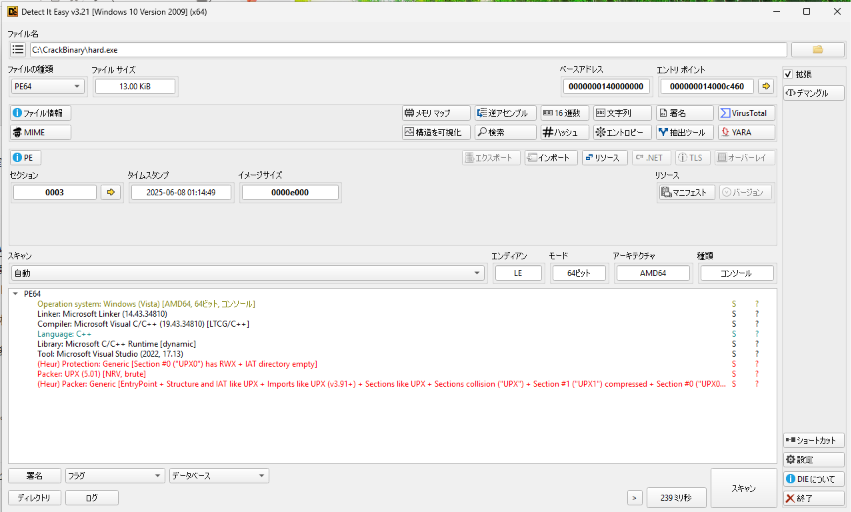 Detect It Easy v3.21 [Windows 10 Version 2009] (x64)
ファイル名
C:\CrackBinary\hard.exe
ファイルの種類 ファイル サイズ ベースアドレス エントリ ポイント
PE64 13.00 KiB 0000000140000000 000000014000c460
拡張
デマングル
ファイル情報 メモリ マップ 逆アセンブル 16 進数 文字列 署名 VirusTotal
MIME 構造を可視化 検索 ハッシュ エントロピー 抽出ツール YARA
PE エクスポート インポート リソース .NET TLS オーバーレイ
セクション タイムスタンプ イメージサイズ リソース
0003 2025-06-08 01:14:49 0000e000 マニフェスト バージョン
スキャン エンディアン モード アーキテクチャ 種類
自動 LE 64ビット AMD64 コンソール
PE64
Operation system: Windows (Vista) [AMD64, 64ビット, コンソール] S ?
Linker: Microsoft Linker (14.43.34810) S ?
Compiler: Microsoft Visual C/C++ (19.43.34810) [LTCG/C++] S ?
Language: C++ S ?
Library: Microsoft C/C++ Runtime [dynamic] S ?
Tool: Microsoft Visual Studio (2022, 17.13) S ?
(Heur) Protection: Generic [Section #0 ("UPX0") has RWX + IAT directory empty] S ?
Packer: UPX (5.01) [NRV, brute] S ?
(Heur) Packer: Generic [EntryPoint + Structure and IAT like UPX + Imports like UPX (v3.91+) + Sections like UPX + Sections collision ("UPX") + Section #1 ("UPX1") compressed + Section #0 ("UPX0... S ?
ショートカット
設定
署名 フラグ データベース スキャン DIE について
ディレクトリ ログ > 239 ミリ秒 終了